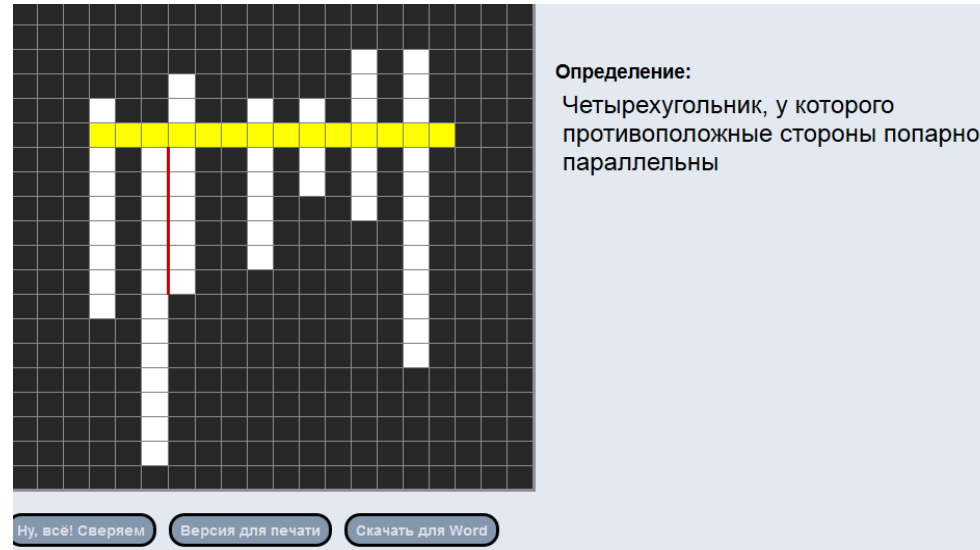 Определение:
Четырехугольник, у которого
противоположные стороны попарно
параллельны
Ну, всё! Сверяем
Версия для печати
Скачать для Word